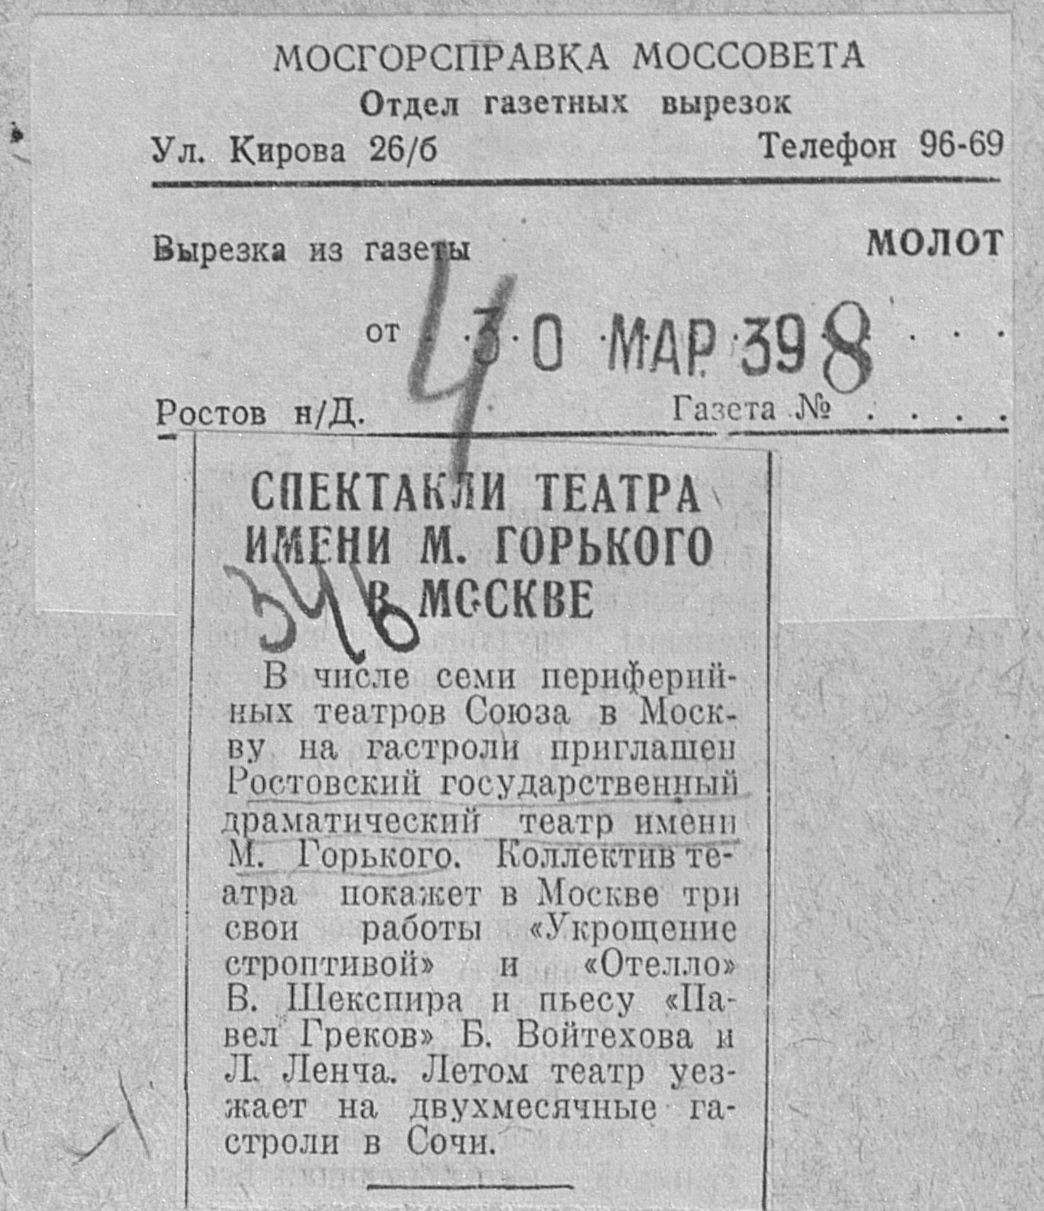 МОСГОРСПРАВКА МОССОВЕТА
Отдел газетных вырезок
Ул. Кирова 26/б Телефон 96-69
Вырезка из газеты МОЛОТ
от 30 МАР. 39 8
4
Ростов н/Д. Газета № . . . .
СПЕКТАКЛИ ТЕАТРА
ИМЕНИ М. ГОРЬКОГО
В МОСКВЕ
В числе семи периферий-
ных театров Союза в Моск-
ву на гастроли приглашен
Ростовский государственный
драматический театр имени
М. Горького. Коллектив те-
атра покажет в Москве три
свои работы «Укрощение
строптивой» и «Отелло»
В. Шекспира и пьесу «Па-
вел Греков» Б. Войтехова и
Л. Ленча. Летом театр уез-
жает на двухмесячные га-
строли в Сочи.